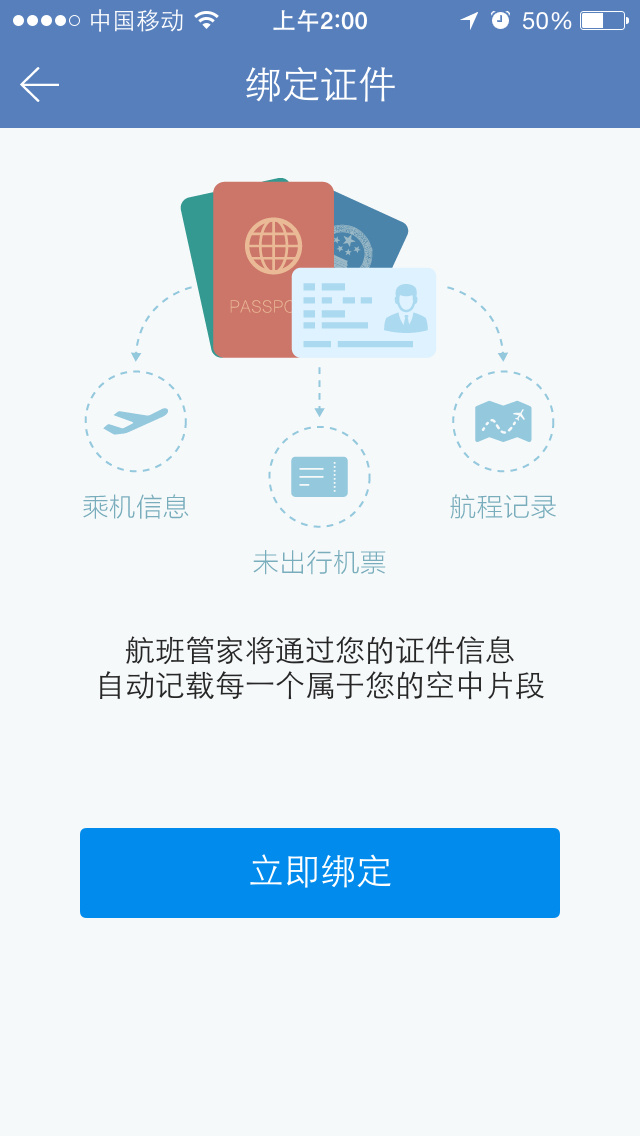 中国移动 上午2:00 50%
绑定证件
PASSPO
乘机信息
航程记录
未出行机票
航班管家将通过您的证件信息
自动记载每一个属于您的空中片段
立即绑定